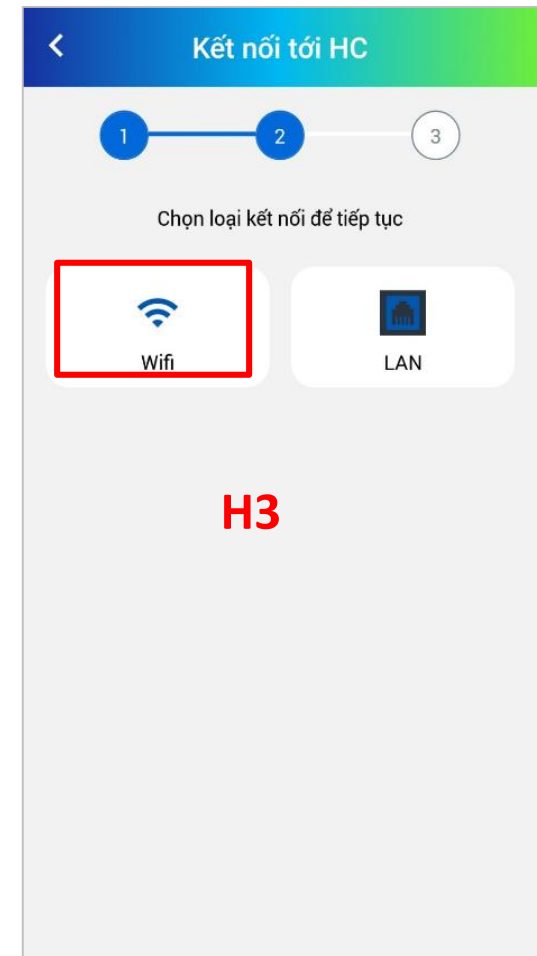 Kết nối tới HC
1 2 3
Chọn loại kết nối để tiếp tục
Wifi LAN
H3